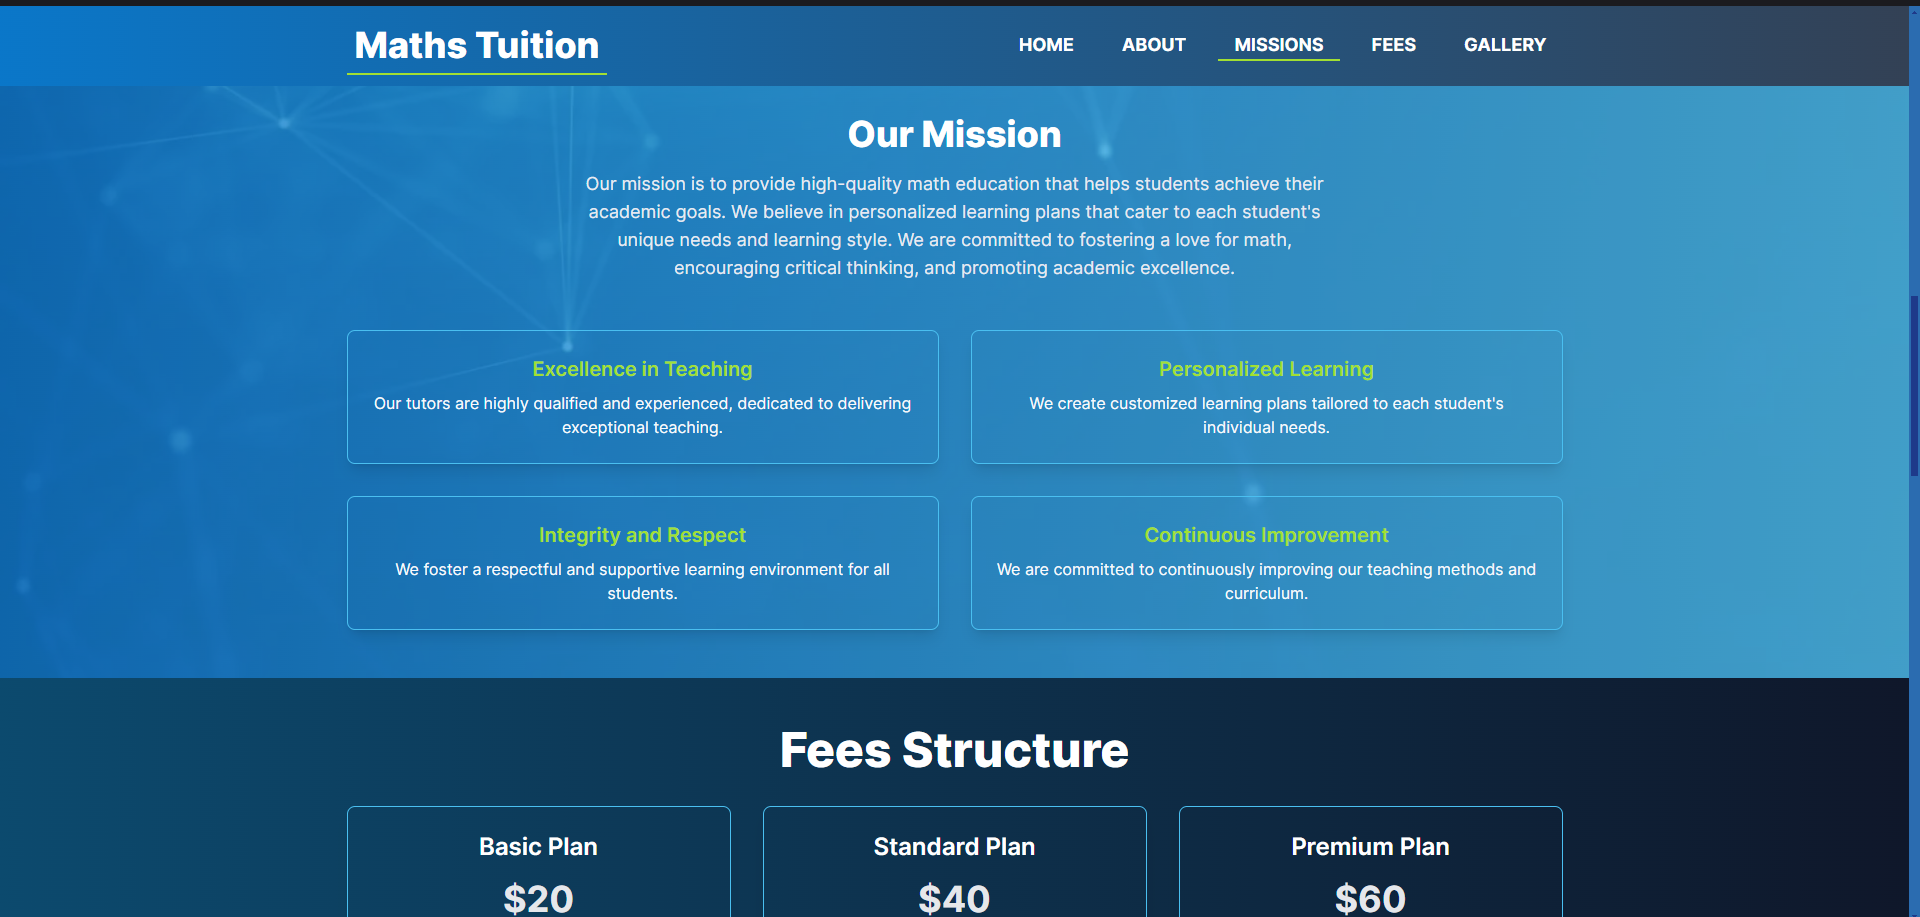 Maths Tuition
HOME ABOUT MISSIONS FEES GALLERY
Our Mission
Our mission is to provide high-quality math education that helps students achieve their
academic goals. We believe in personalized learning plans that cater to each student's
unique needs and learning style. We are committed to fostering a love for math,
encouraging critical thinking, and promoting academic excellence.
Excellence in Teaching
Our tutors are highly qualified and experienced, dedicated to delivering
exceptional teaching.
Personalized Learning
We create customized learning plans tailored to each student's
individual needs.
Integrity and Respect
We foster a respectful and supportive learning environment for all
students.
Continuous Improvement
We are committed to continuously improving our teaching methods and
curriculum.
Fees Structure
Basic Plan
$20
Standard Plan
$40
Premium Plan
$60